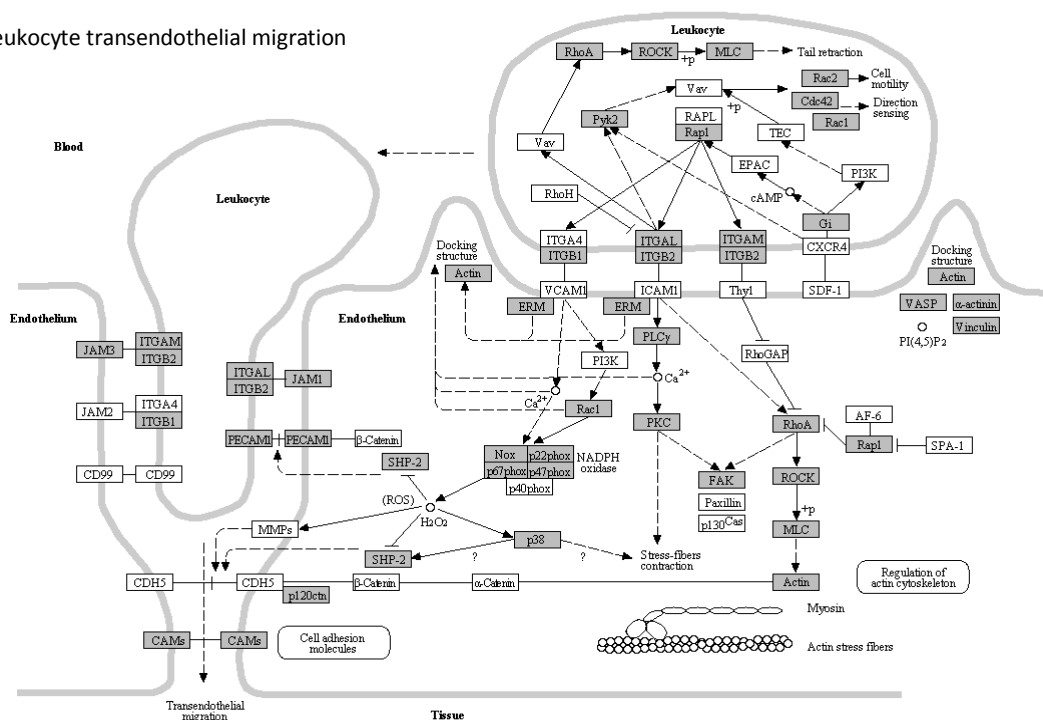 eukocyte transendothelial migration
Leukocyte
RhoA
ROCK
+p
MLC
Tail retraction
Rac2
Cell
motility
Vav
+p
Cdc42
Direction
sensing
Rac1
Pyk2
RAPL
Rap1
TEC
Vav
EPAC
PI3K
cAMP
RhoH
Gi
Blood
Leukocyte
ITGA4
ITGB1
ITGAL
ITGB2
ITGAM
ITGB2
CXCR4
Docking
structure
Actin
Docking
structure
Actin
VCAM1
ICAM1
Thy1
SDF-1
ERM
ERM
VASP
α-actinin
PI(4,5)P2
Vinculin
Endothelium
Endothelium
PLCγ
RhoGAP
JAM3
ITGAM
ITGB2
PI3K
ITGAL
ITGB2
JAM1
Ca2+
Ca2+
Rac1
JAM2
ITGA4
ITGB1
PKC
RhoA
AF-6
Rap1
SPA-1
PECAM1
PECAM1
β-Catenin
SHP-2
Nox
p22phox
p67phox
p47phox
p40phox
NADPH
oxidase
CD99
CD99
FAK
ROCK
Paxillin
p130Cas
+p
(ROS)
H2O2
MMPs
MLC
p38
SHP-2
?
?
Stress-fibers
contraction
CDH5
CDH5
p120ctn
β-Catenin
α-Catenin
Actin
Regulation of
actin cytoskeleton
Myosin
CAMs
CAMs
Cell adhesion
molecules
Actin stress fibers
Transendothelial
migration
Tissue